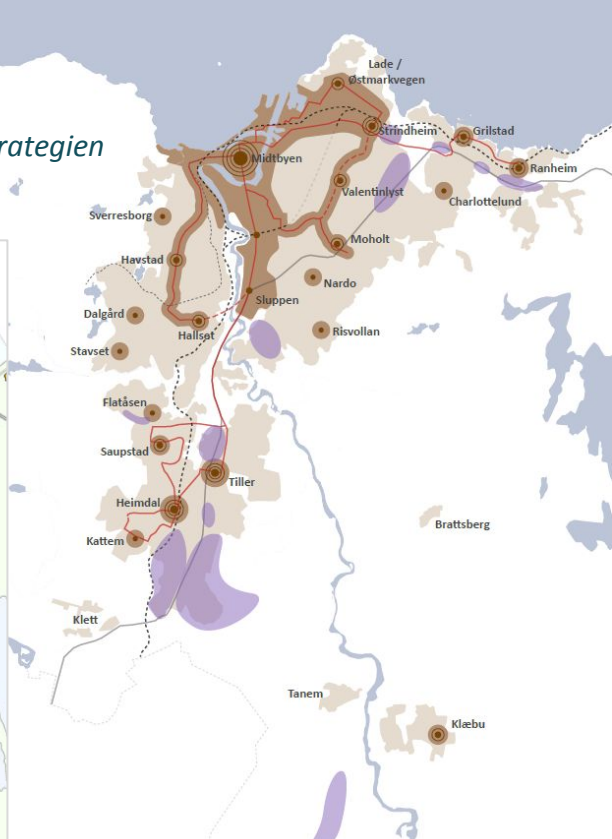 rategien
Lade /
Østmarkvegen
Strindheim
Grilstad
Midtbyen
Ranheim
Valentinlyst
Charlottelund
Sverresborg
Moholt
Havstad
Nardo
Sluppen
Dalgård
Risvollan
Hallset
Stavset
Flatåsen
Saupstad
Tiller
Heimdal
Brattsberg
Kattem
Klett
Tanem
Klæbu